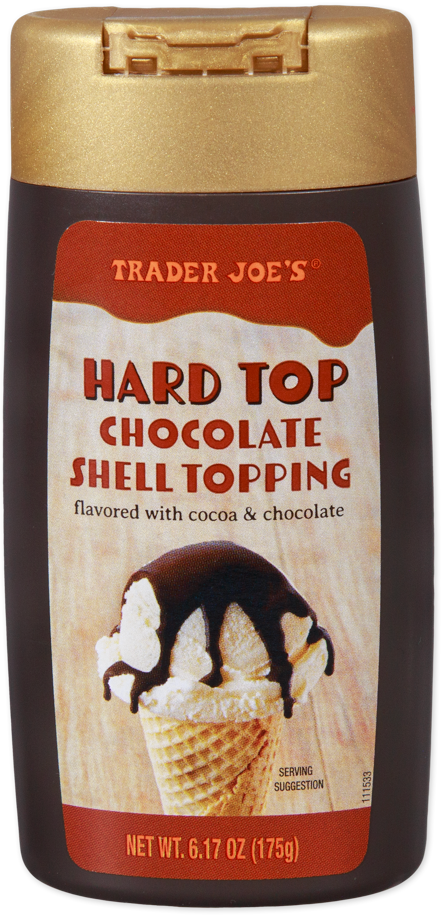 TRADER JOE'S®
HARD TOP
CHOCOLATE
SHELL TOPPING
flavored with cocoa & chocolate
SERVING
SUGGESTION
111533
NET WT. 6.17 OZ (175g)